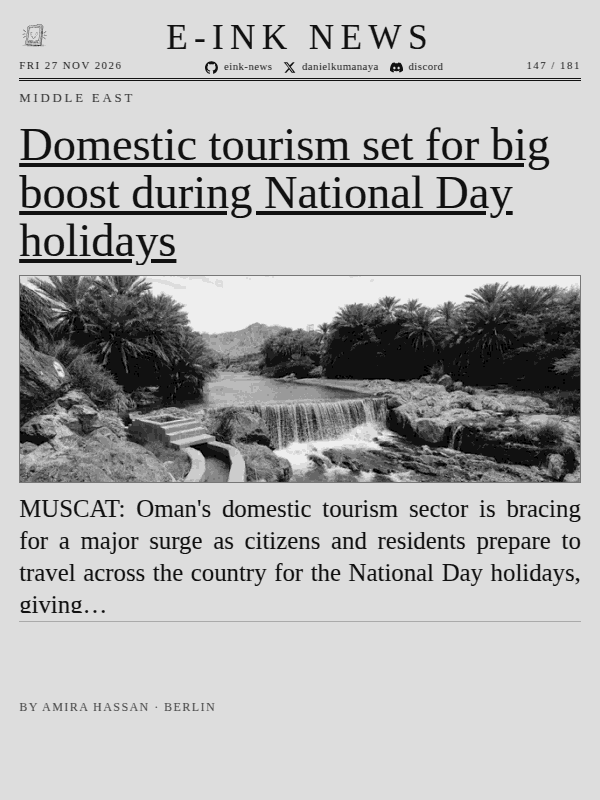 E-INK NEWS
FRI 27 NOV 2026
eink-news
danielkumanaya
discord
147 / 181
MIDDLE EAST
Domestic tourism set for big
boost during National Day
holidays
MUSCAT: Oman's domestic tourism sector is bracing
for a major surge as citizens and residents prepare to
travel across the country for the National Day holidays,
giving…
BY AMIRA HASSAN · BERLIN